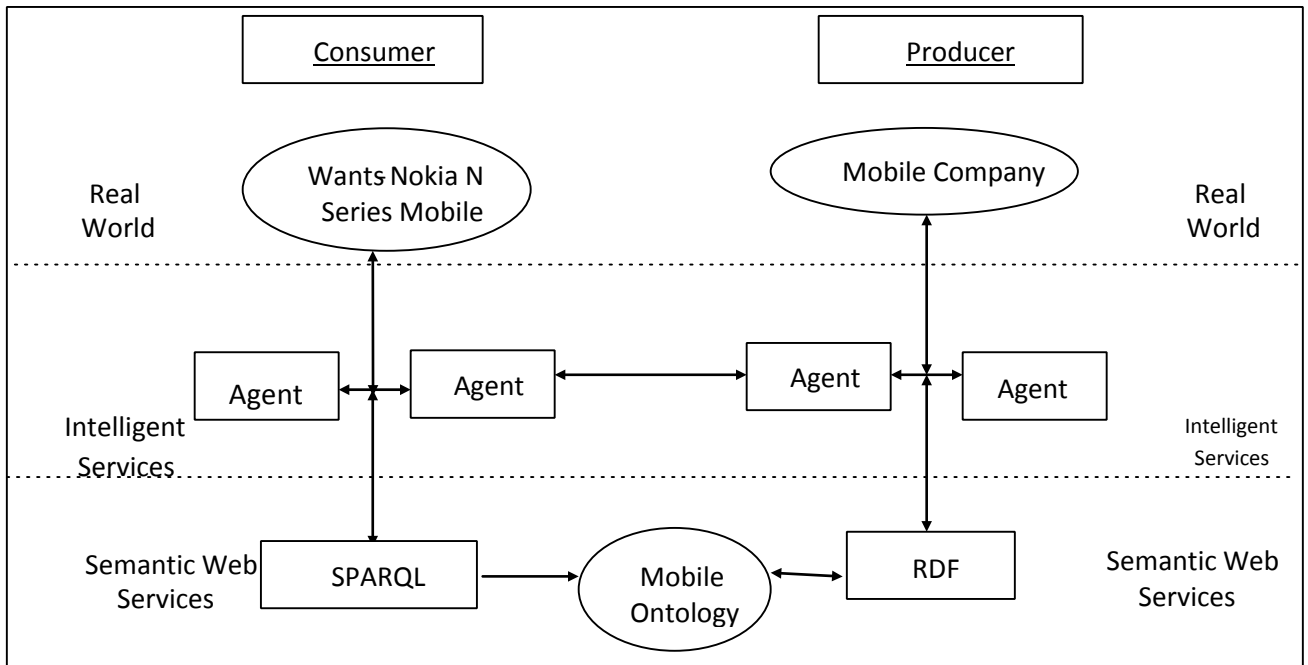 Consumer
Producer
Wants-Nokia N
Series Mobile
Mobile Company
Real
World
Real
World
Agent
Agent
Agent
Agent
Intelligent
Services
Intelligent
Services
Semantic Web
Services
SPARQL
Mobile
Ontology
RDF
Semantic Web
Services